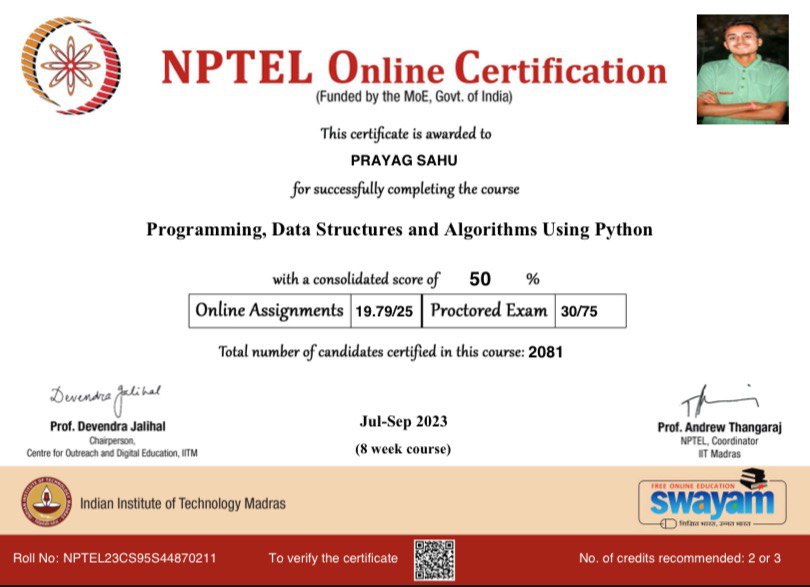 NPTEL Online Certification
(Funded by the MoE, Govt. of India)
This certificate is awarded to
PRAYAG SAHU
for successfully completing the course
Programming, Data Structures and Algorithms Using Python
with a consolidated score of 50 %
Online Assignments 19.79/25 Proctored Exam 30/75
Total number of candidates certified in this course: 2081
Devendra Jalihal
Prof. Devendra Jalihal
Chairperson,
Centre for Outreach and Digital Education, IITM
Jul-Sep 2023
(8 week course)
Prof. Andrew Thangaraj
NPTEL, Coordinator
IIT Madras
Indian Institute of Technology Madras
FREE ONLINE EDUCATION
swayam
शिक्षित भारत, उन्नत भारत
Roll No: NPTEL23CS95S44870211
To verify the certificate
No. of credits recommended: 2 or 3